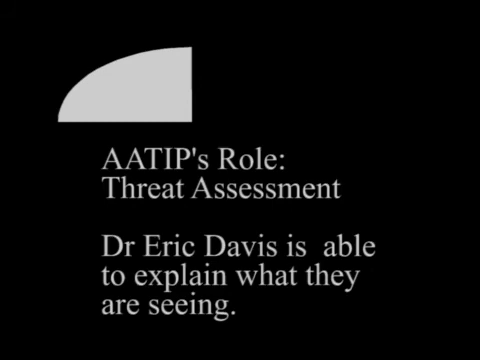 AATIP's Role:
Threat Assessment
Dr Eric Davis is  able
to explain what they
are seeing.